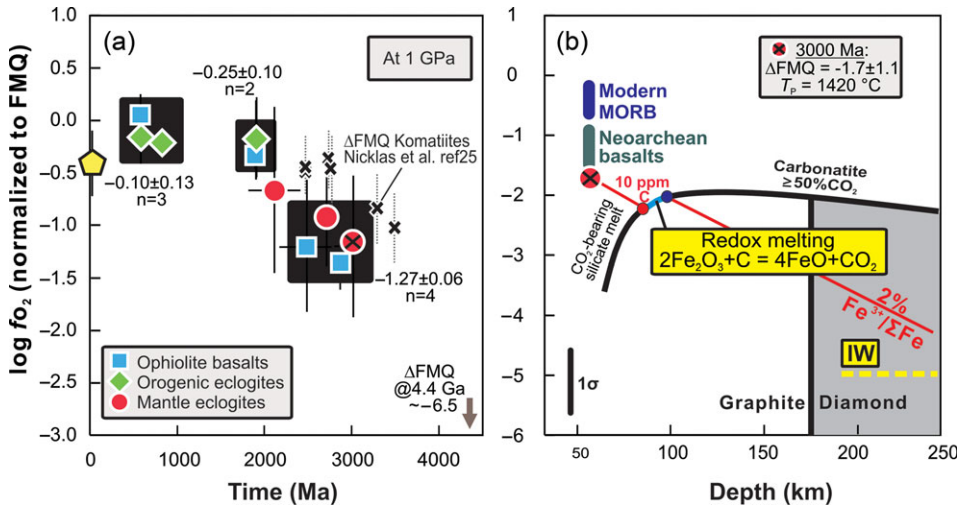 (a)
At 1 GPa
1.0
0.5
0.0
−0.5
−1.0
−1.5
−2.0
−2.5
−3.0
log fO₂ (normalized to FMQ)
−0.25±0.10
n=2
−0.10±0.13
n=3
ΔFMQ Komatiites
Nicklas et al. ref25
−1.27±0.06
n=4
Ophiolite basalts
Orogenic eclogites
Mantle eclogites
ΔFMQ
@4.4 Ga
~−6.5
0
1000
2000
3000
4000
Time (Ma)
(b)
3000 Ma:
ΔFMQ = -1.7±1.1
Tₚ = 1420 °C
0
−1
−2
−3
−4
−5
−6
Modern
MORB
Neoarchean
basalts
10 ppm
C
Carbonatite
≥50%CO₂
CO₂-bearing
silicate melt
Redox melting
2Fe₂O₃+C = 4FeO+CO₂
2%
Fe³⁺/ΣFe
IW
1σ
Graphite
Diamond
50
100
150
200
250
Depth (km)